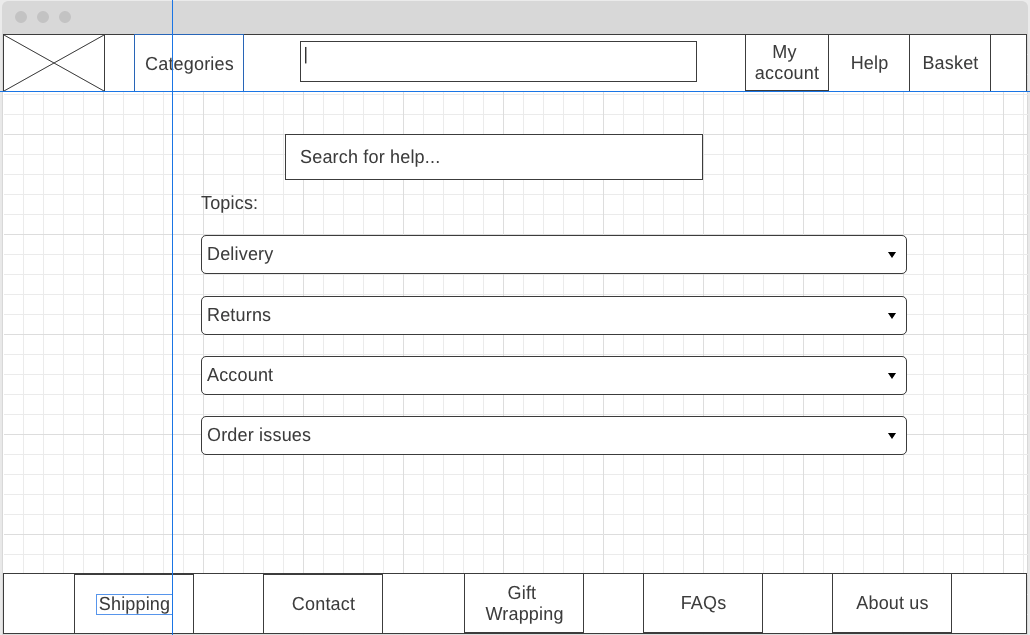 Categories
My
account
Help
Basket
Search for help...
Topics:
Delivery
Returns
Account
Order issues
Shipping
Contact
Gift
Wrapping
FAQs
About us